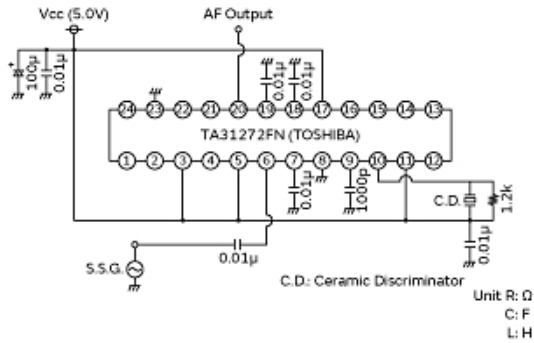 Vcc (5.0V)
AF Output
+
100μ
0.01μ
0.01μ
0.01μ
24 23 22 21 20 19 18 17 16 15 14 13
TA31272FN (TOSHIBA)
1 2 3 4 5 6 7 8 9 10 11 12
0.01μ
1000p
C.D.
1.2k
S.S.G.
0.01μ
0.01μ
C.D.: Ceramic Discriminator
Unit R: Ω
C: F
L: H